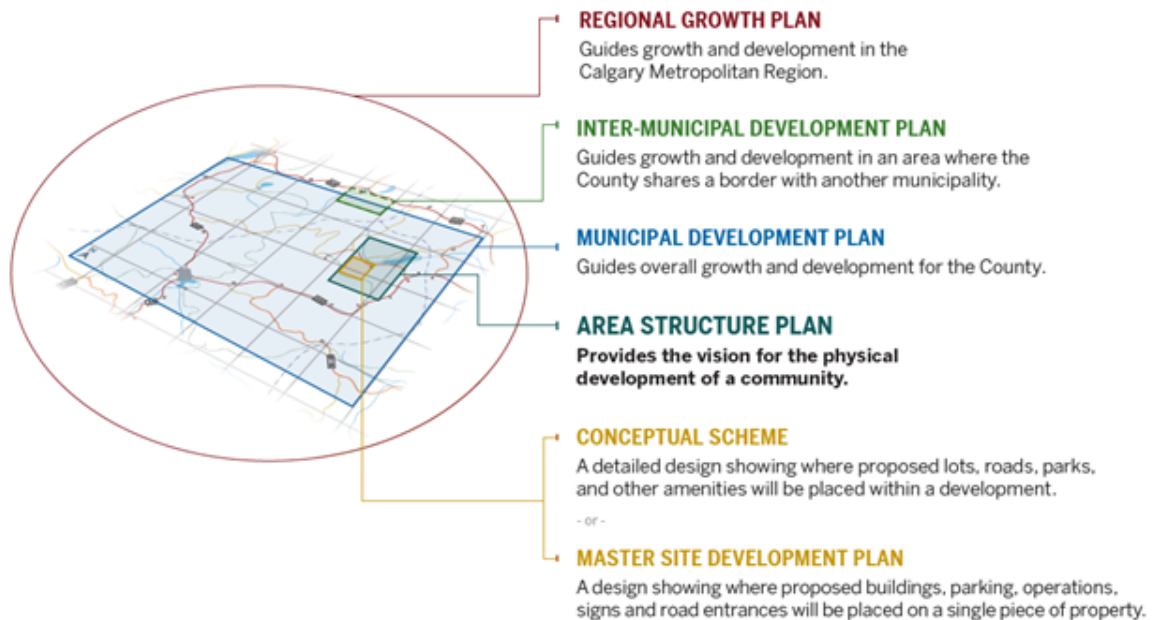 REGIONAL GROWTH PLAN
Guides growth and development in the
Calgary Metropolitan Region.
INTER-MUNICIPAL DEVELOPMENT PLAN
Guides growth and development in an area where the
County shares a border with another municipality.
MUNICIPAL DEVELOPMENT PLAN
Guides overall growth and development for the County.
AREA STRUCTURE PLAN
Provides the vision for the physical
development of a community.
CONCEPTUAL SCHEME
A detailed design showing where proposed lots, roads, parks,
and other amenities will be placed within a development.
- or -
MASTER SITE DEVELOPMENT PLAN
A design showing where proposed buildings, parking, operations,
signs and road entrances will be placed on a single piece of property.